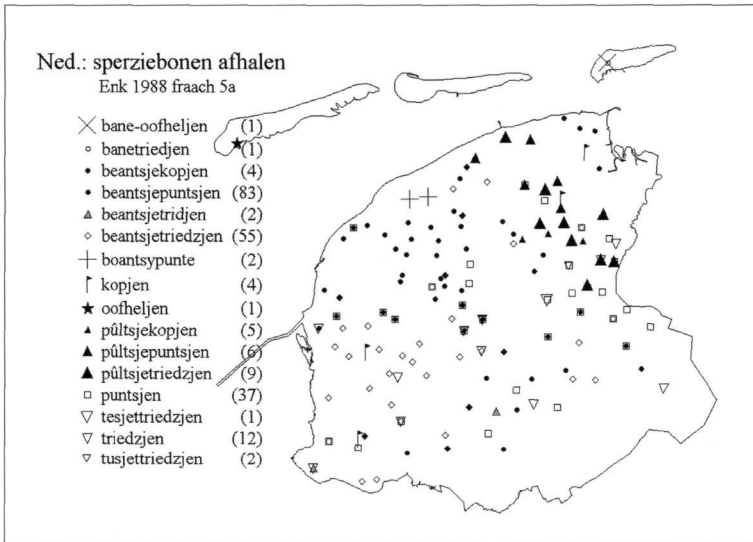 Ned.: sperziebonen afhalen
Enk 1988 fraach 5a
bane-oofheljen (1)
banetriedjen (1)
beantsjekopjen (4)
beantsjepuntsjen (83)
beantsjetridjen (2)
beantsjetriedzjen (55)
boantsypunte (2)
kopjen (4)
oofheljen (1)
pûltsjekopjen (5)
pûltsjepuntsjen (6)
pûltsjetriedzjen (9)
puntsjen (37)
tesjettriedzjen (1)
triedzjen (12)
tusjettriedzjen (2)